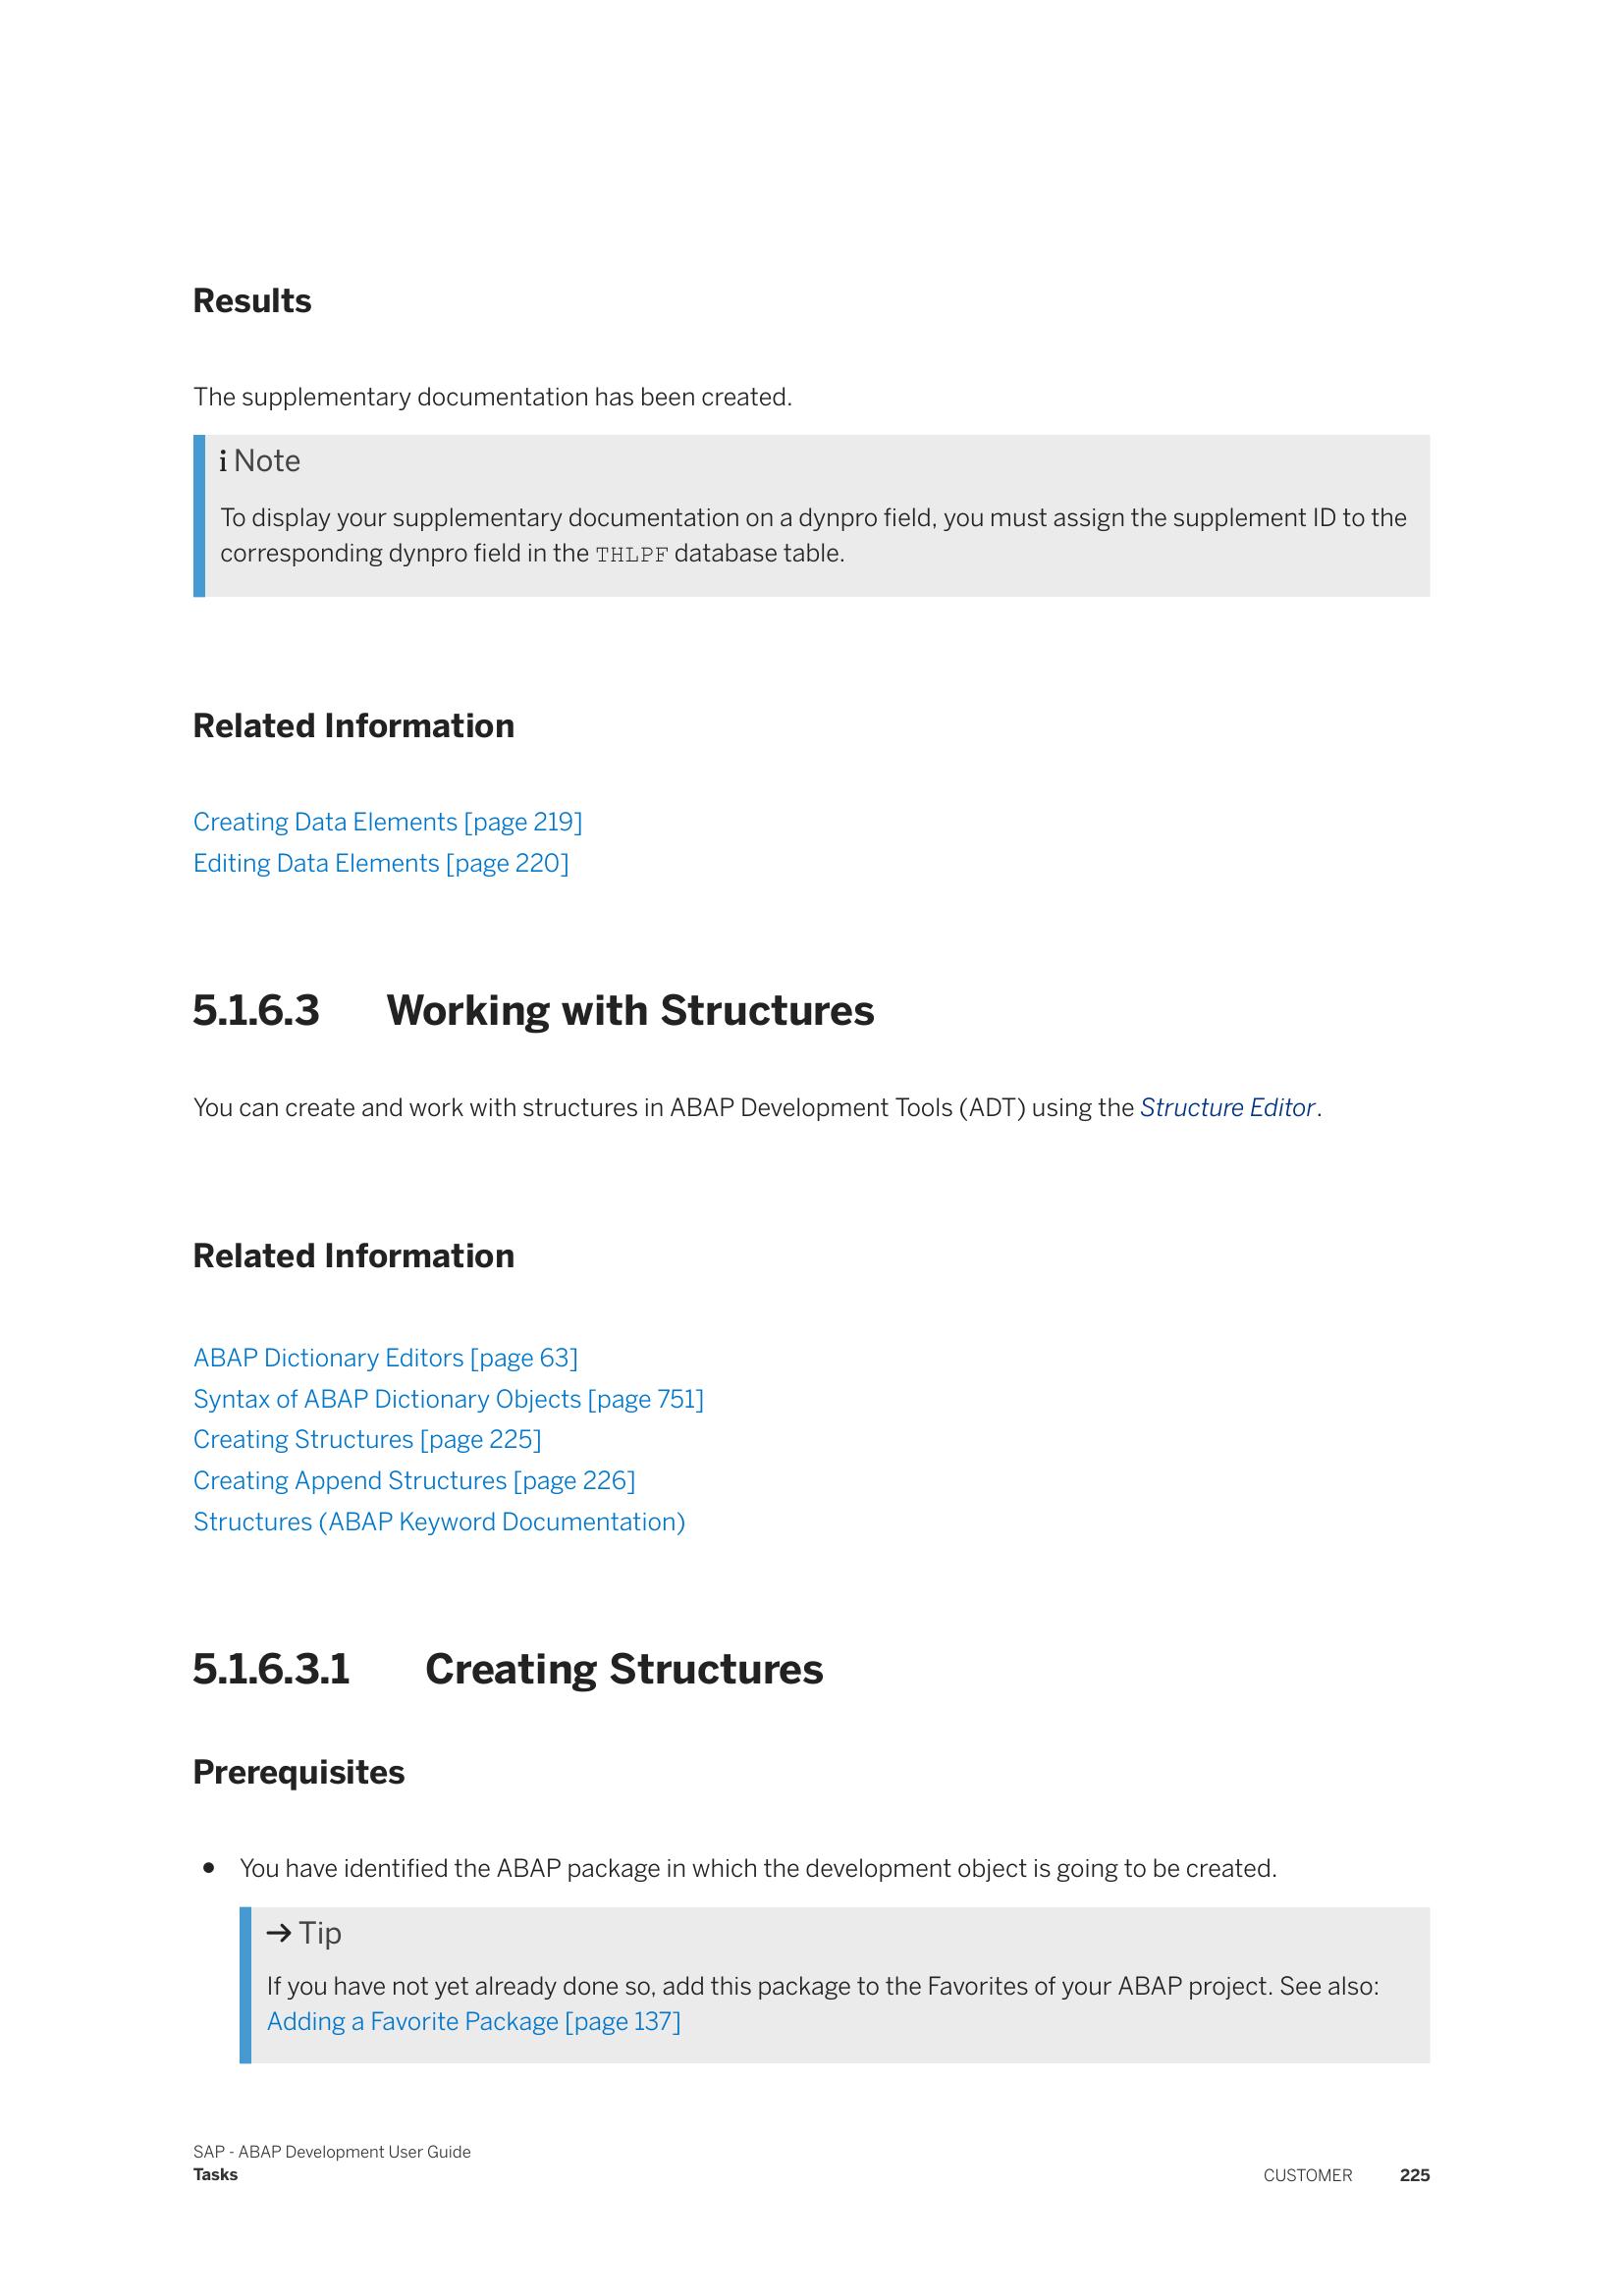 Results
The supplementary documentation has been created.
i Note
To display your supplementary documentation on a dynpro field, you must assign the supplement ID to the
corresponding dynpro field in the THLPF database table.
Related Information
Creating Data Elements [page 219]
Editing Data Elements [page 220]
5.1.6.3 Working with Structures
You can create and work with structures in ABAP Development Tools (ADT) using the Structure Editor.
Related Information
ABAP Dictionary Editors [page 63]
Syntax of ABAP Dictionary Objects [page 751]
Creating Structures [page 225]
Creating Append Structures [page 226]
Structures (ABAP Keyword Documentation)
5.1.6.3.1 Creating Structures
Prerequisites
● You have identified the ABAP package in which the development object is going to be created.
→ Tip
If you have not yet already done so, add this package to the Favorites of your ABAP project. See also:
Adding a Favorite Package [page 137]
SAP - ABAP Development User Guide
Tasks CUSTOMER 225